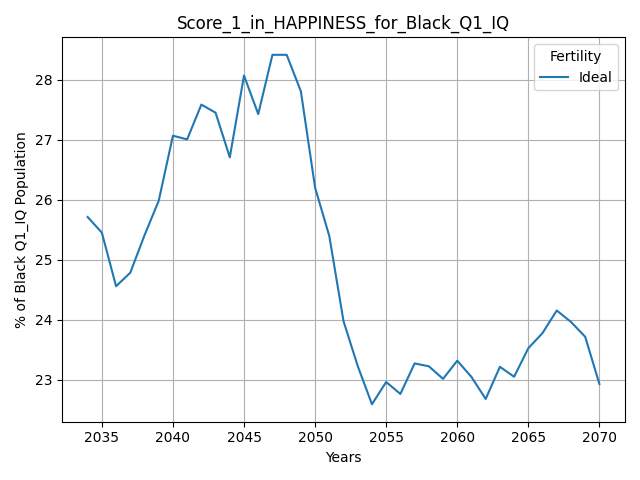 Score_1_in_HAPPINESS_for_Black_Q1_IQ
Fertility
Ideal
% of Black Q1_IQ Population
28
27
26
25
24
23
2035 2040 2045 2050 2055 2060 2065 2070
Years